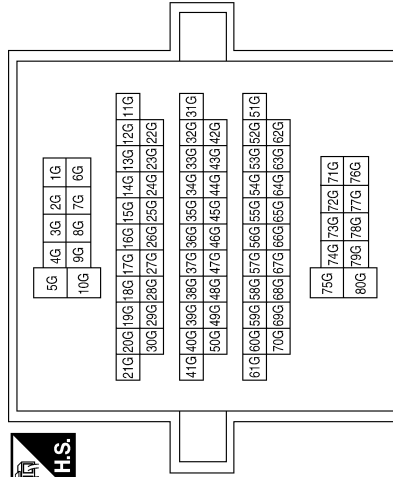 H.S.
5G 4G 3G 2G 1G
10G 9G 8G 7G 6G
21G 20G 19G 18G 17G 16G 15G 14G 13G 12G 11G
30G 29G 28G 27G 26G 25G 24G 23G 22G
41G 40G 39G 38G 37G 36G 35G 34G 33G 32G 31G
50G 49G 48G 47G 46G 45G 44G 43G 42G
61G 60G 59G 58G 57G 56G 55G 54G 53G 52G 51G
70G 69G 68G 67G 66G 65G 64G 63G 62G
75G 74G 73G 72G 71G
80G 79G 78G 77G 76G